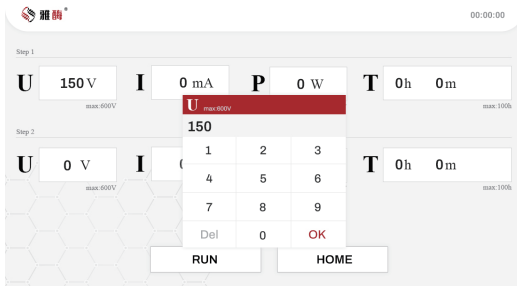 雅酶®
00:00:00
Step 1
U 150 V I 0 mA P 0 W T 0h 0m
max:600V max:100h
U max:600V
150
Step 2
1 2 3
U 0 V I T 0h 0m
4 5 6
max:600V max:100h
7 8 9
Del 0 OK
RUN HOME